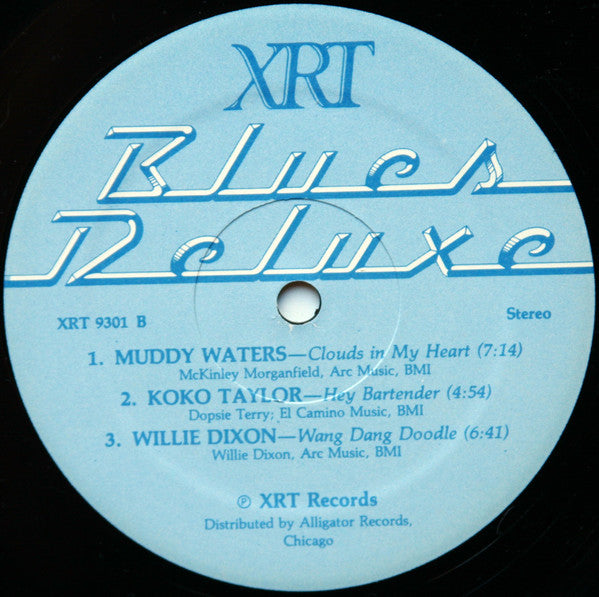 XRT
Blues
Deluxe
XRT 9301 B
Stereo
1. MUDDY WATERS—Clouds in My Heart (7:14)
McKinley Morganfield, Arc Music, BMI
2. KOKO TAYLOR—Hey Bartender (4:54)
Dopsie Terry; El Camino Music, BMI
3. WILLIE DIXON—Wang Dang Doodle (6:41)
Willie Dixon, Arc Music, BMI
℗ XRT Records
Distributed by Alligator Records,
Chicago